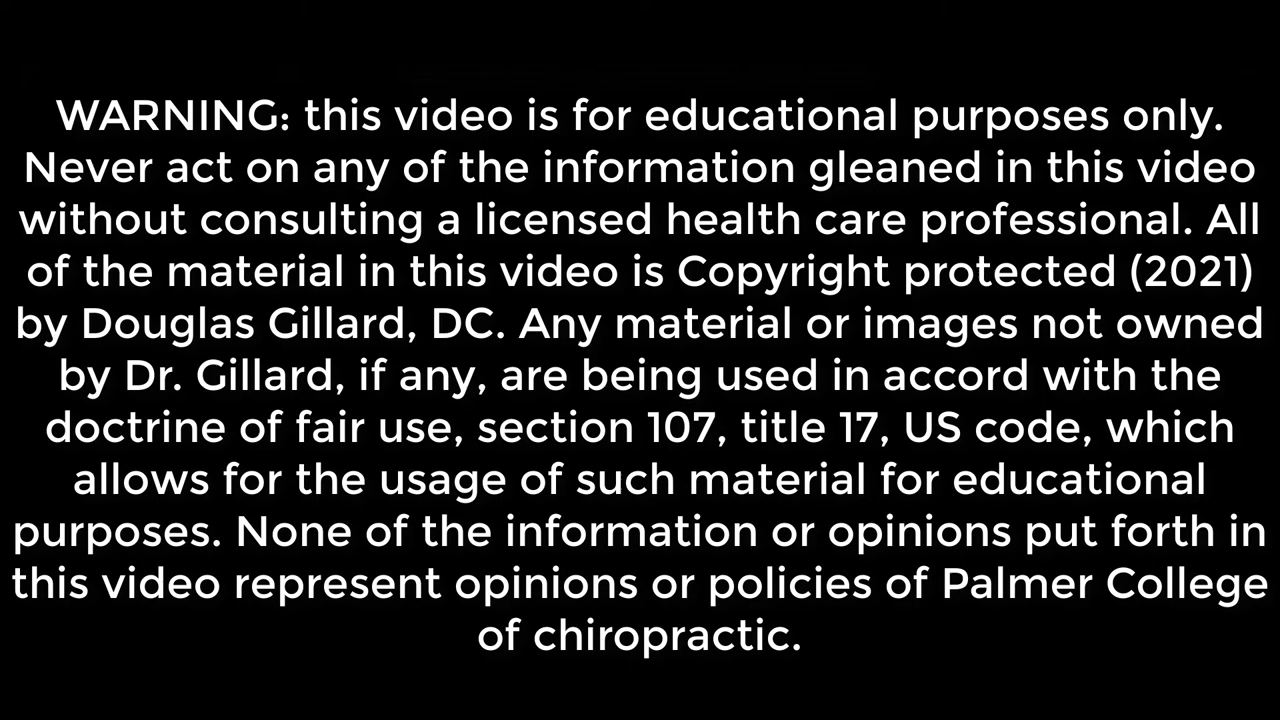 WARNING: this video is for educational purposes only.
Never act on any of the information gleaned in this video
without consulting a licensed health care professional. All
of the material in this video is Copyright protected (2021)
by Douglas Gillard, DC. Any material or images not owned
by Dr. Gillard, if any, are being used in accord with the
doctrine of fair use, section 107, title 17, US code, which
allows for the usage of such material for educational
purposes. None of the information or opinions put forth in
this video represent opinions or policies of Palmer College
of chiropractic.